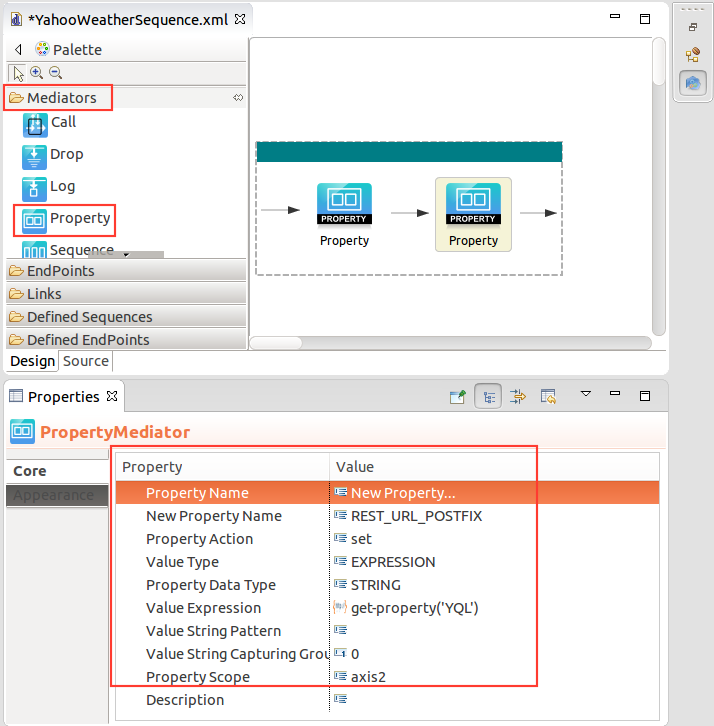 *YahooWeatherSequence.xml
Palette
Mediators
Call
Drop
Log
Property
Sequence
EndPoints
Links
Defined Sequences
Defined EndPoints
PROPERTY PROPERTY
Property Property
Design Source
Properties
PropertyMediator
Core
Appearance
Property Value
Property Name New Property...
New Property Name REST_URL_POSTFIX
Property Action set
Value Type EXPRESSION
Property Data Type STRING
Value Expression get-property('YQL')
Value String Pattern
Value String Capturing Grou 0
Property Scope axis2
Description